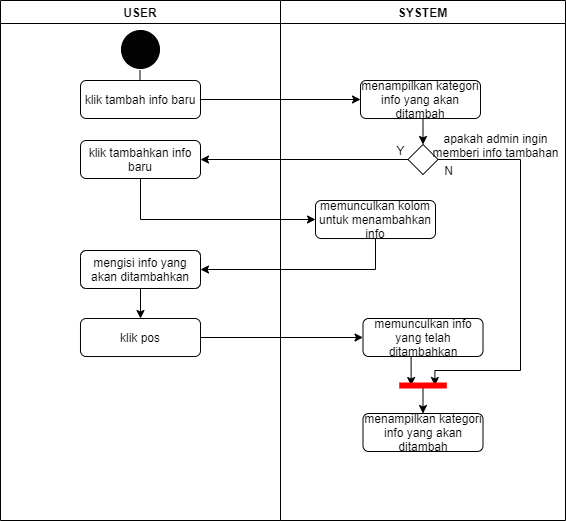 USER
SYSTEM
klik tambah info baru
menampilkan kategori
info yang akan
ditambah
apakah admin ingin
memberi info tambahan
Y
N
klik tambahkan info
baru
memunculkan kolom
untuk menambahkan
info
mengisi info yang
akan ditambahkan
klik pos
memunculkan info
yang telah
ditambahkan
menampilkan kategori
info yang akan
ditambah